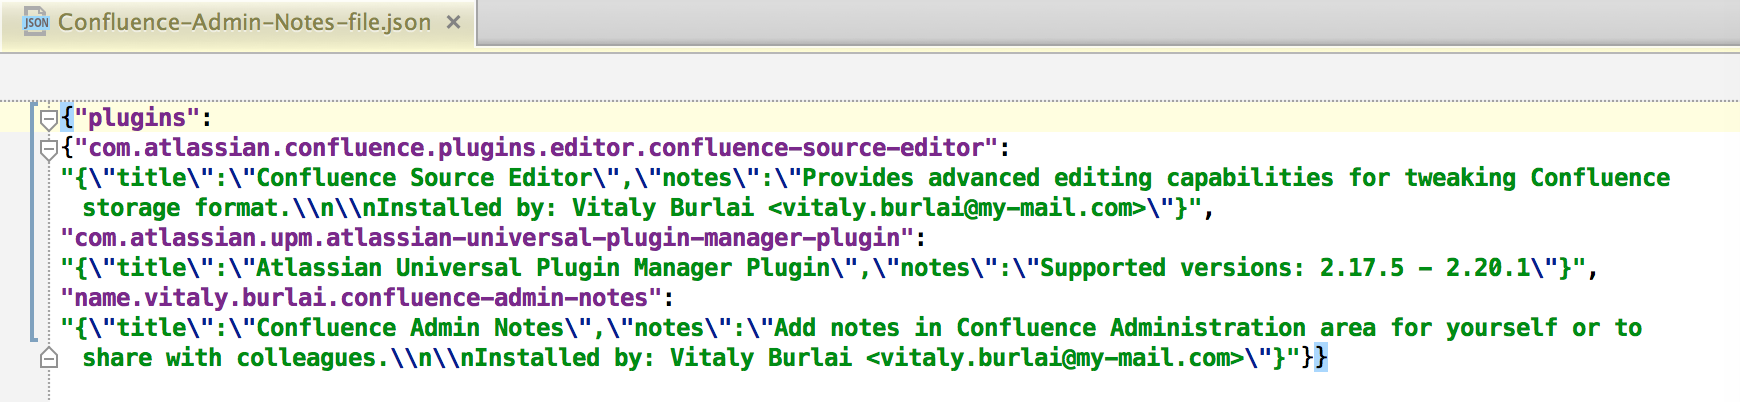 JSON Confluence-Admin-Notes-file.json ×
{"plugins":
{"com.atlassian.confluence.plugins.editor.confluence-source-editor":
"{\"title\":\"Confluence Source Editor\",\"notes\":\"Provides advanced editing capabilities for tweaking Confluence
storage format.\\n\\nInstalled by: Vitaly Burlai <vitaly.burlai@my-mail.com>\"}",
"com.atlassian.upm.atlassian-universal-plugin-manager-plugin":
"{\"title\":\"Atlassian Universal Plugin Manager Plugin\",\"notes\":\"Supported versions: 2.17.5 - 2.20.1\"}",
"name.vitaly.burlai.confluence-admin-notes":
"{\"title\":\"Confluence Admin Notes\",\"notes\":\"Add notes in Confluence Administration area for yourself or to
share with colleagues.\\n\\nInstalled by: Vitaly Burlai <vitaly.burlai@my-mail.com>\"}"}}